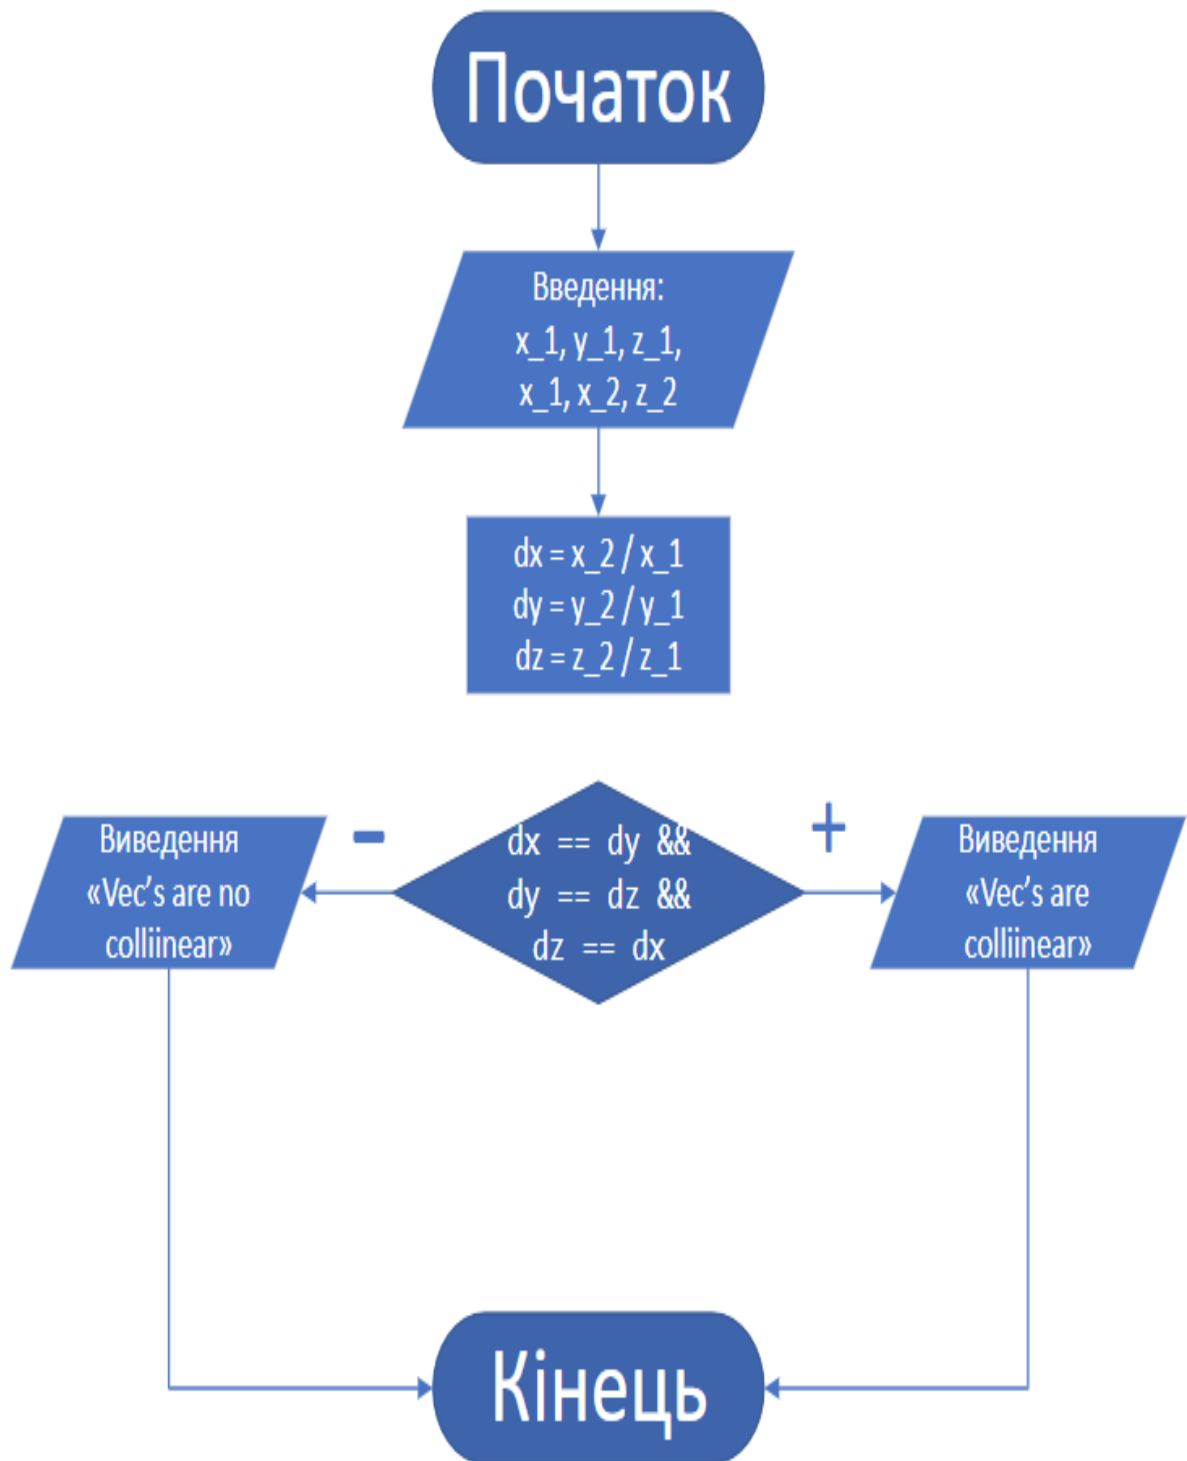 Початок
Введення:
x_1, y_1, z_1,
x_1, x_2, z_2
dx = x_2 / x_1
dy = y_2 / y_1
dz = z_2 / z_1
Виведення
«Vec’s are no
colliinear»
-
dx == dy &&
dy == dz &&
dz == dx
+
Виведення
«Vec’s are
colliinear»
Кінець